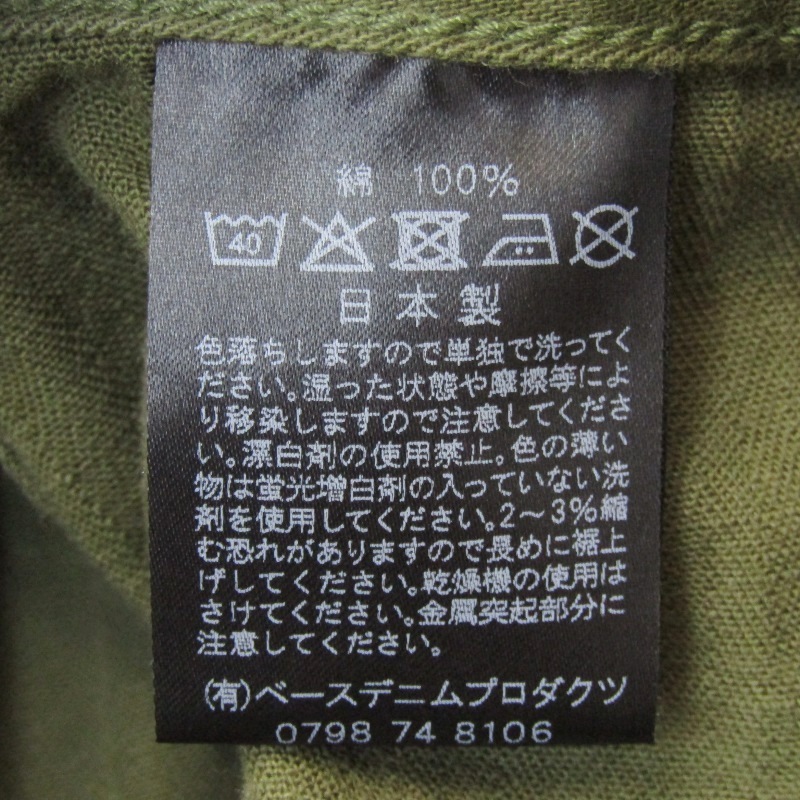 綿 100%
40
日本製
色落ちしますので単独で洗ってく
ださい。湿った状態や摩擦等によ
り移染しますので注意してくださ
い。漂白剤の使用禁止。色の薄い
物は蛍光増白剤の入っていない洗
剤を使用してください。2～3%縮
む恐れがありますので長めに裾上
げしてください。乾燥機の使用は
さけてください。金属突起部分に
注意してください。
(有)ベースデニムプロダクツ
0798 74 8106